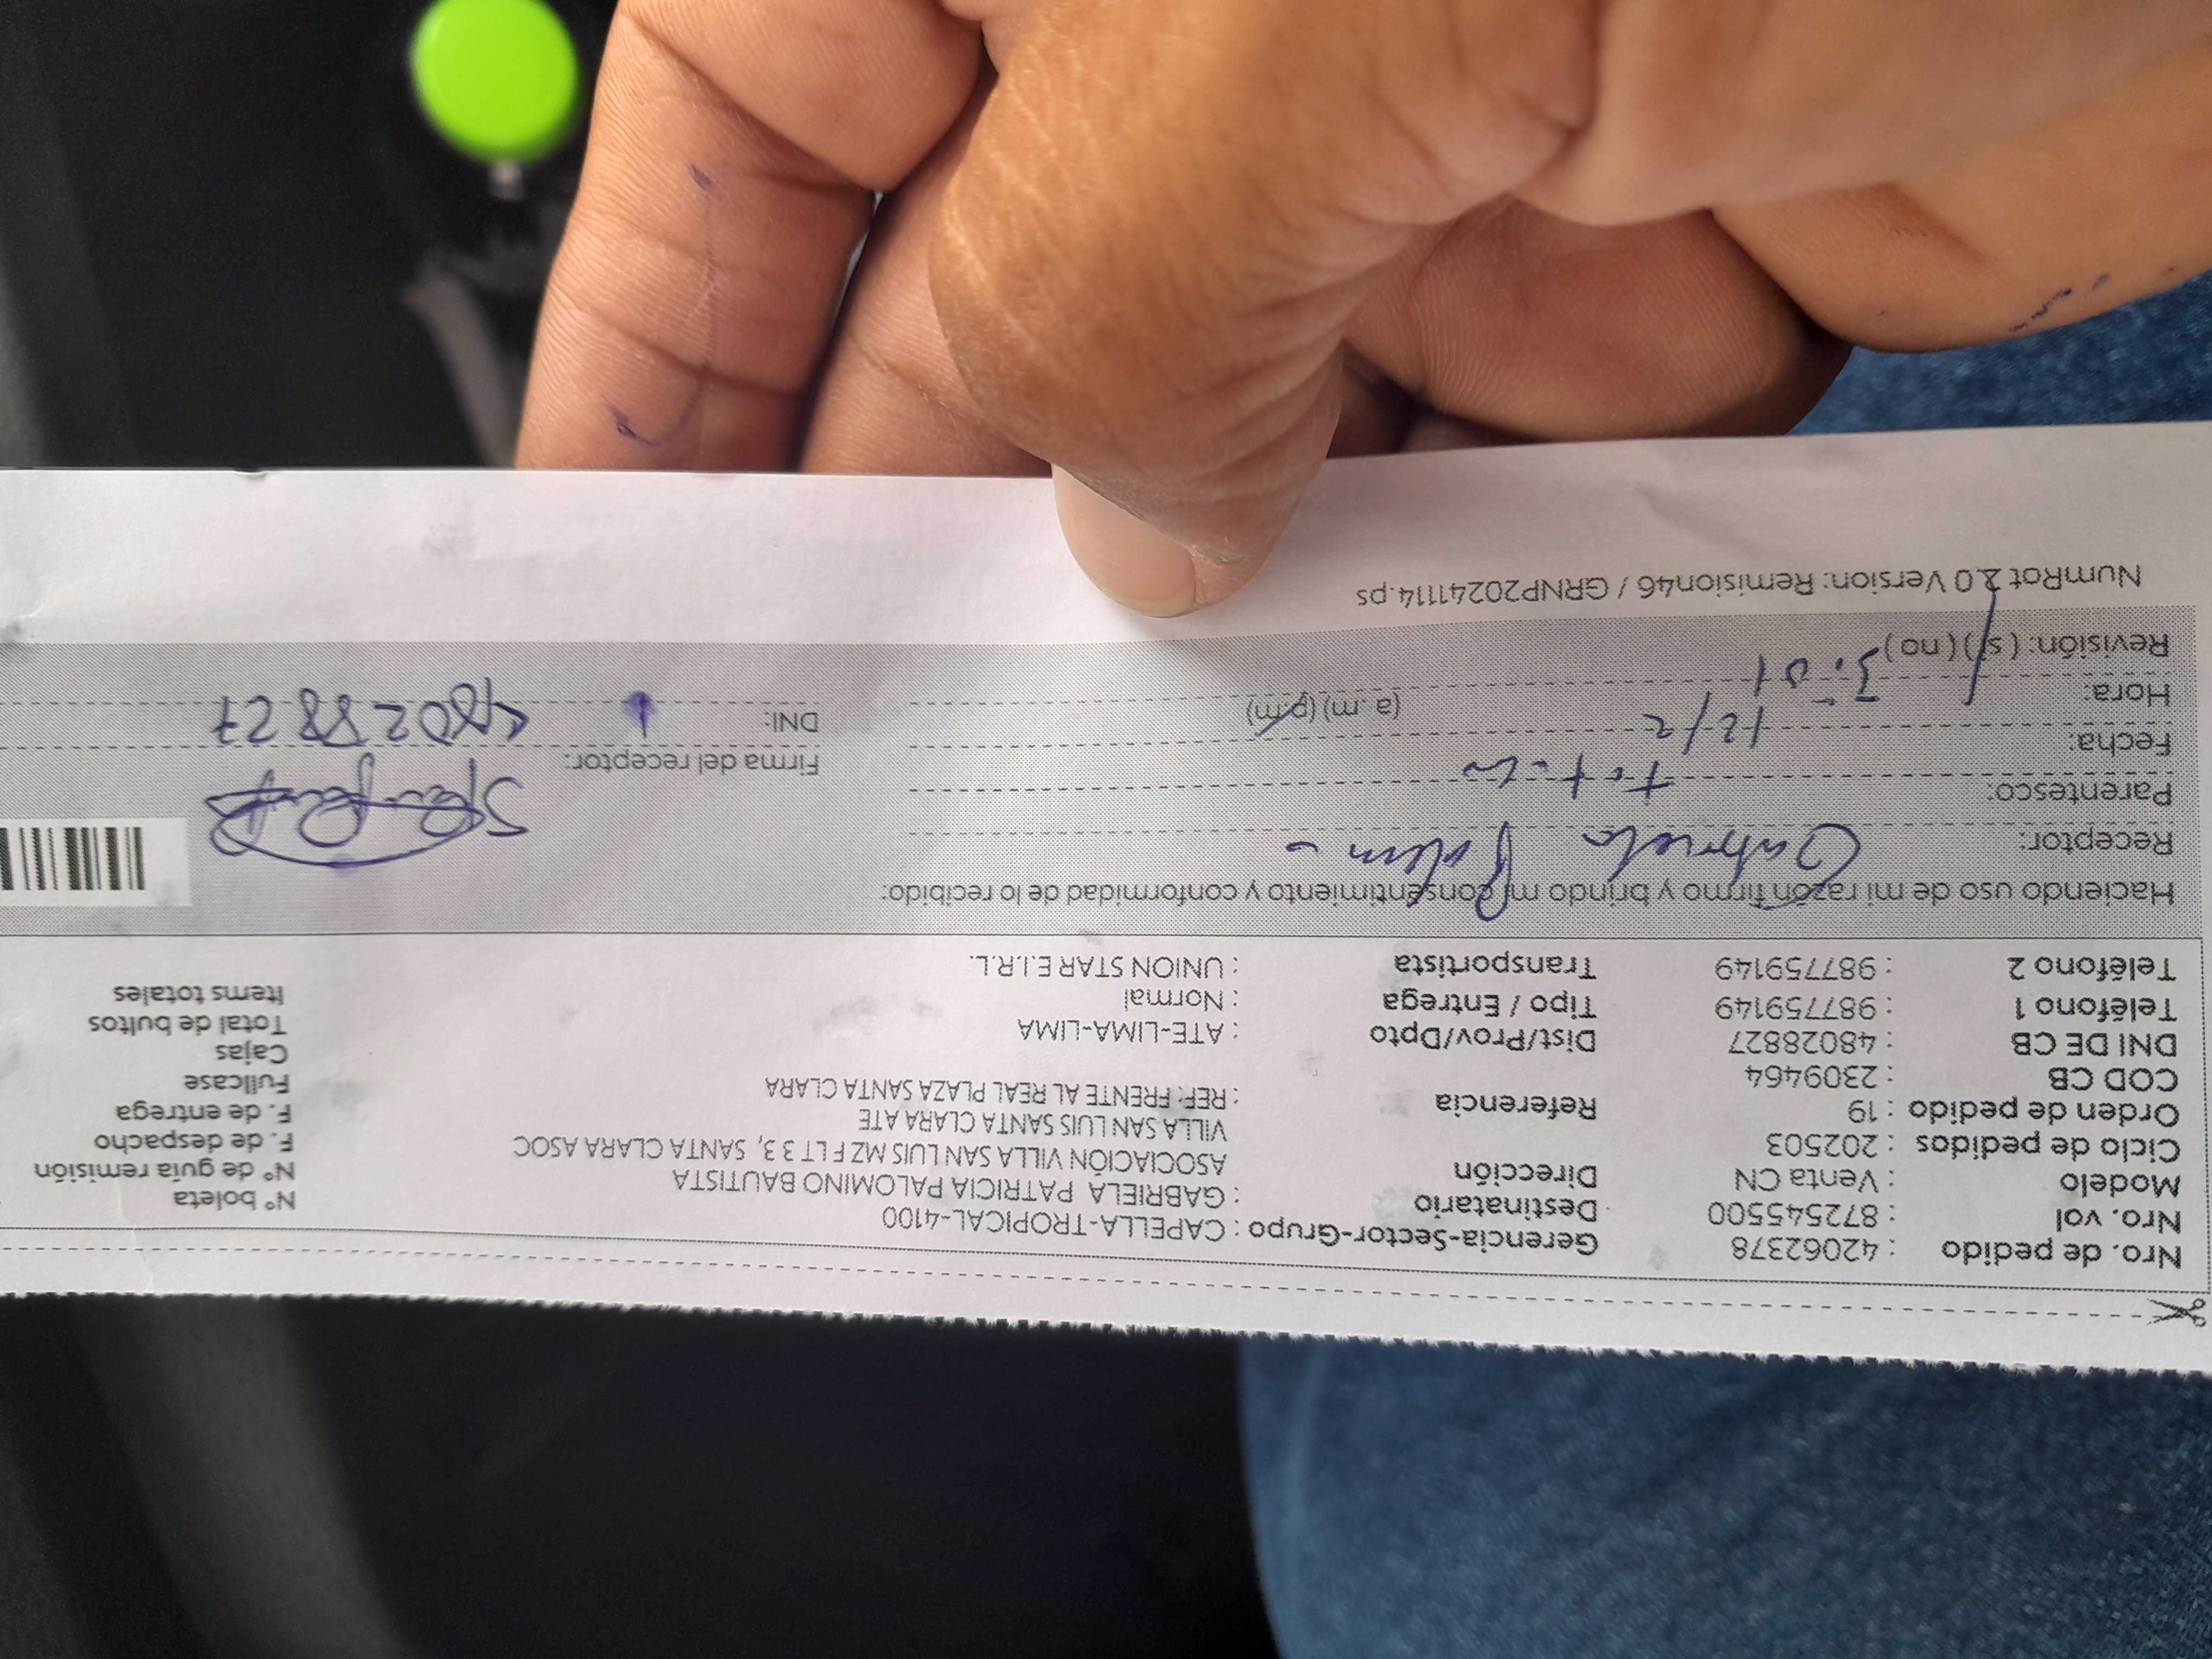 Nro. de pedido : 42062378 Gerencia-Sector-Grupo : CAPELLA-TROPICAL-4100 N° boleta
Nro. vol : 872545500 Destinatario : GABRIELA PATRICIA PALOMINO BAUTISTA N° de guía remisión
Modelo : Venta CN Dirección ASOCIACIÓN VILLA SAN LUIS MZ F LT 33, SANTA CLARA ASOC F. de despacho
Ciclo de pedidos : 202503 VILLA SAN LUIS SANTA CLARA ATE F. de entrega
Orden de pedido : 19 Referencia : REF: FRENTE AL REAL PLAZA SANTA CLARA Fullcase
COD CB : 2309464 Cajas
DNI DE CB : 48028827 Dist/Prov/Dpto : ATE-LIMA-LIMA Total de bultos
Teléfono 1 : 987759149 Tipo / Entrega : Normal Items totales
Teléfono 2 : 987759149 Transportista : UNION STAR E.I.R.L.
Haciendo uso de mi razón firmo y brindo mi consentimiento y conformidad de lo recibido:
Receptor: Gabriela
Parentesco:
Firma del receptor:
Fecha: 12/2
DNI: 48028827
Hora: 3:01 (a.m) (p.m)
Revisión: ( si ) ( no )
NumRot 2.0 Version: Remision46 / GRNP20241114.ps